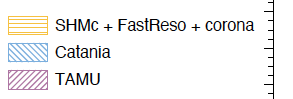 SHMc + FastReso + corona
Catania
TAMU